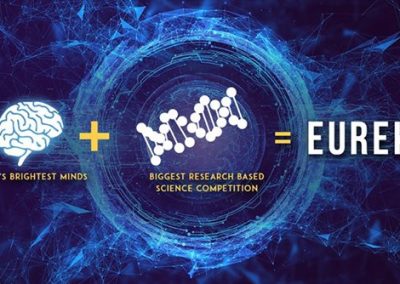 + = EUREK
'S BRIGHTEST MINDS
BIGGEST RESEARCH BASED
SCIENCE COMPETITION